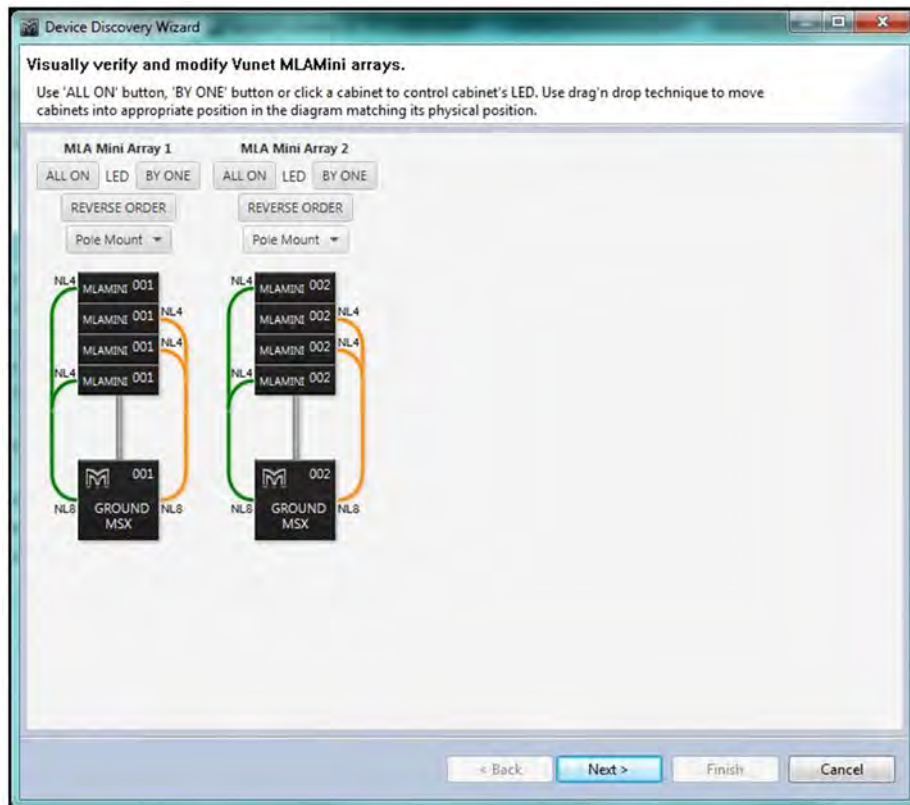 Device Discovery Wizard
Visually verify and modify Vunet MLAMini arrays.
Use 'ALL ON' button, 'BY ONE' button or click a cabinet to control cabinet's LED. Use drag'n drop technique to move
cabinets into appropriate position in the diagram matching its physical position.
MLA Mini Array 1
ALL ON LED BY ONE
REVERSE ORDER
Pole Mount
NL4 MLAMINI 001
MLAMINI 001 NL4
MLAMINI 001 NL4
NL4 MLAMINI 001
001
NL8 GROUND NL8
MSX
MLA Mini Array 2
ALL ON LED BY ONE
REVERSE ORDER
Pole Mount
NL4 MLAMINI 002
MLAMINI 002 NL4
MLAMINI 002 NL4
NL4 MLAMINI 002
002
NL8 GROUND NL8
MSX
< Back Next > Finish Cancel